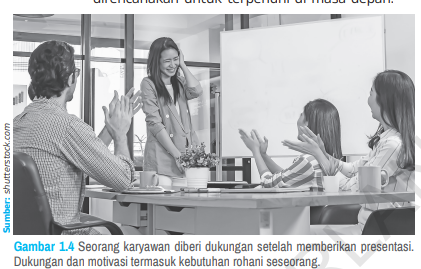 direncanakan untuk terpenuhi di masa depan.
Sumber: shutterstock.com
Gambar 1.4 Seorang karyawan diberi dukungan setelah memberikan presentasi.
Dukungan dan motivasi termasuk kebutuhan rohani seseorang.